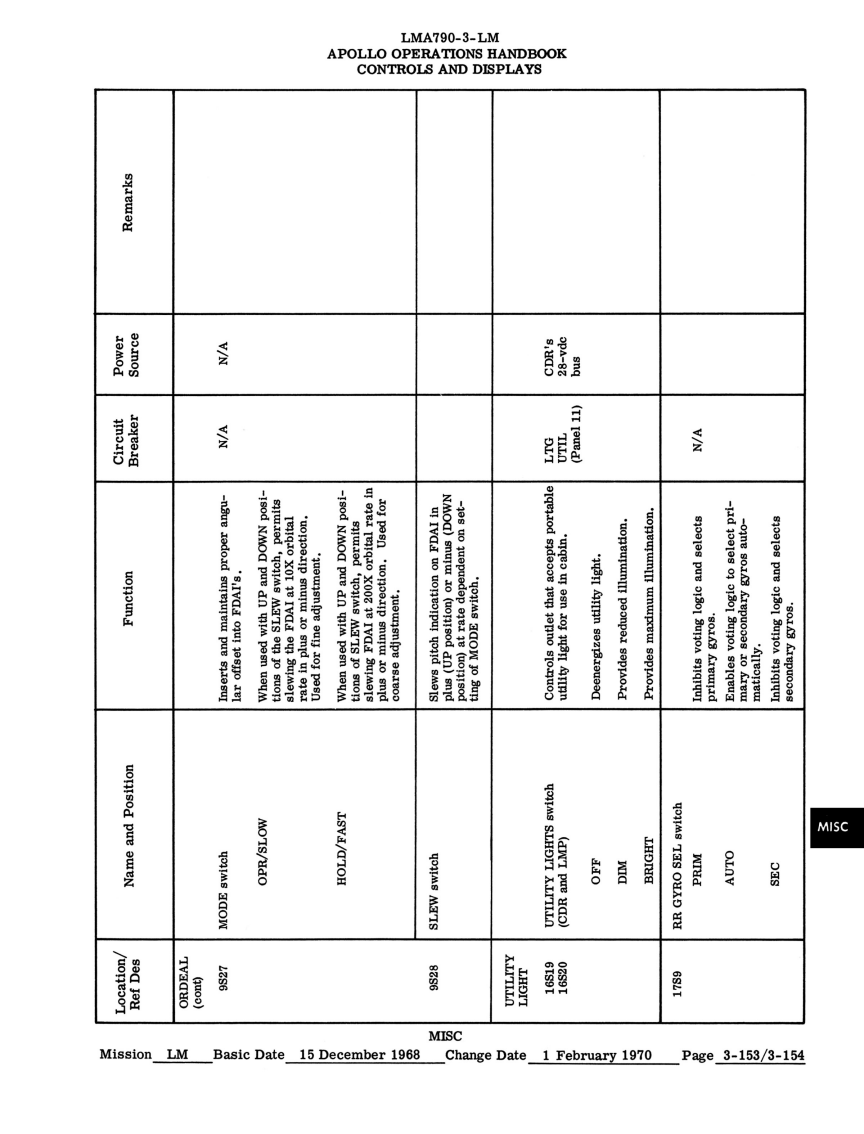 LMA790-3-LM
APOLLO OPERATIONS HANDBOOK
CONTROLS AND DISPLAYS
Location/
Ref Des
Name and Position
Function
Circuit
Breaker
Power
Source
Remarks
ORDEAL
(cont)
9S27
MODE switch
Inserts and maintains proper angu-
lar offset into FDAI's.
N/A
N/A
OPR/SLOW
When used with UP and DOWN posi-
tions of the SLEW switch, permits
slewing the FDAI at 10X orbital
rate in plus or minus direction.
Used for fine adjustment.
HOLD/FAST
When used with UP and DOWN posi-
tions of SLEW switch, permits
slewing FDAI at 200X orbital rate in
plus or minus direction. Used for
coarse adjustment.
9S28
SLEW switch
Slews pitch indication on FDAI in
plus (UP position) or minus (DOWN
position) at rate dependent on set-
ting of MODE switch.
UTILITY
LIGHT
16S19
16S20
UTILITY LIGHTS switch
(CDR and LMP)
Controls outlet that accepts portable
utility light for use in cabin.
LTG
UTIL
(Panel 11)
CDR's
28-vdc
bus
OFF
Deenergizes utility light.
DIM
Provides reduced illumination.
BRIGHT
Provides maximum illumination.
17S9
RR GYRO SEL switch
PRIM
Inhibits voting logic and selects
primary gyros.
N/A
AUTO
Enables voting logic to select pri-
mary or secondary gyros auto-
matically.
SEC
Inhibits voting logic and selects
secondary gyros.
MISC
MISC
Mission LM Basic Date 15 December 1968 Change Date 1 February 1970 Page 3-153/3-154